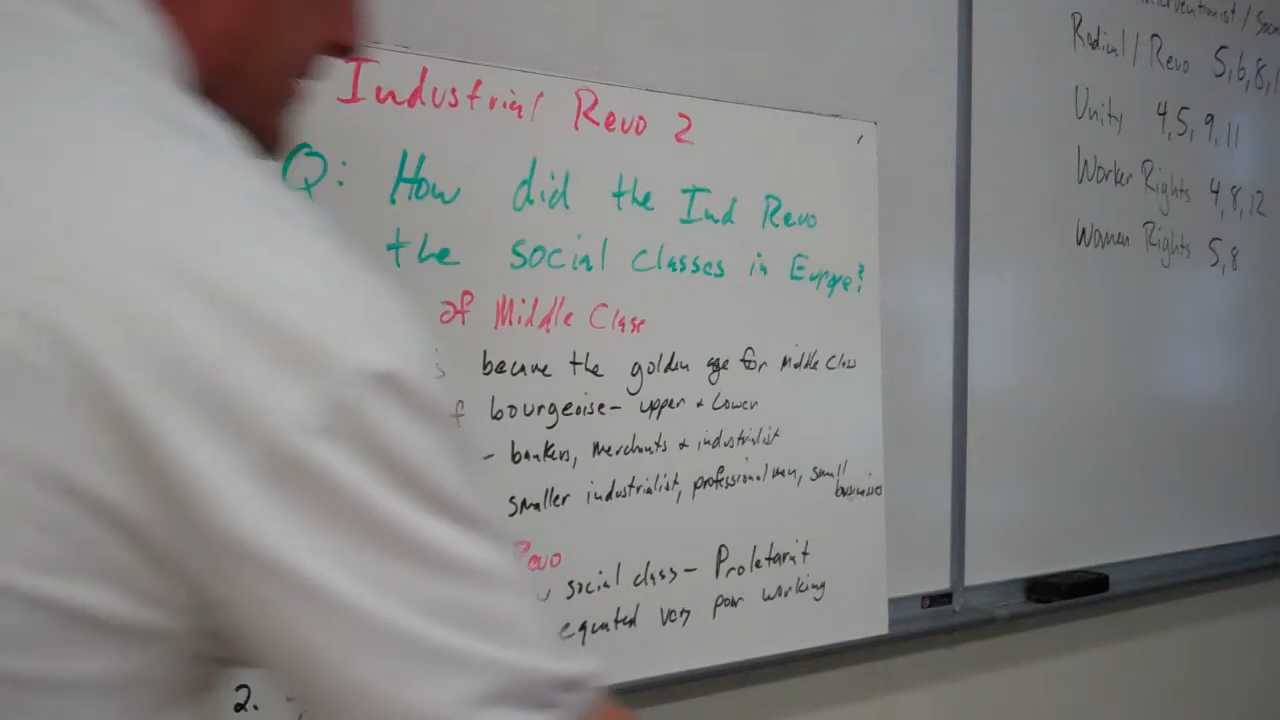 Industrial Revo 2
Q: How did the Ind Revo
the social classes in Europe?
of Middle Class
became the golden age for Middle Class
bourgeoise- upper & Lower
- bankers, merchants & industrialist
smaller industrialist, professional men, small
businesses
Revo
social class - Proletariat
equated very poor working
2.
Radical / Revo 5, 6, 8, 1
Unity 4, 5, 9, 11
Worker Rights 4, 8, 12
Women Rights 5, 8